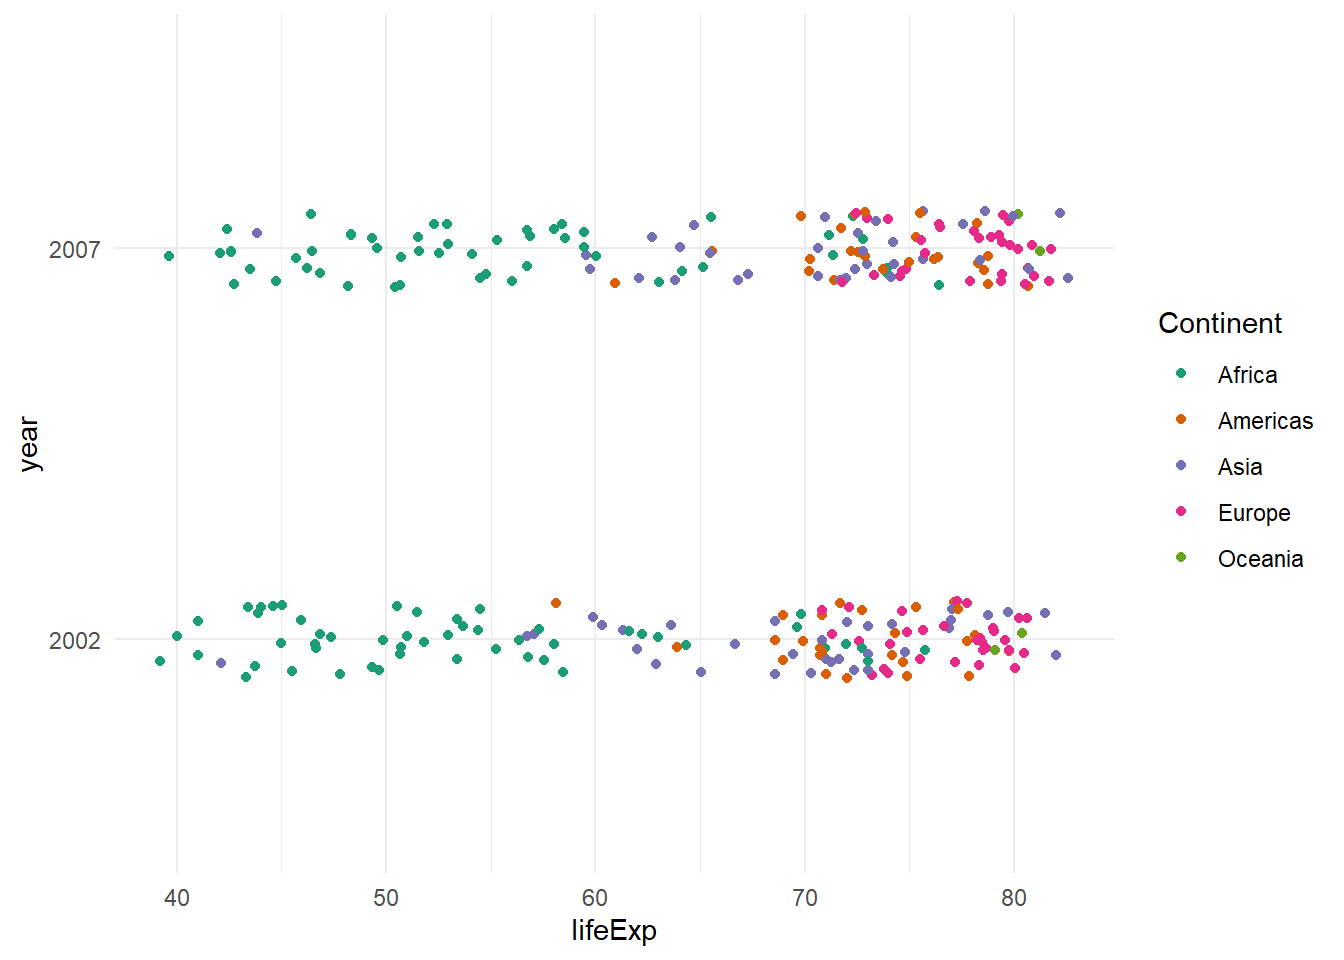 2007
2002
year
40 50 60 70 80
lifeExp
Continent
Africa
Americas
Asia
Europe
Oceania